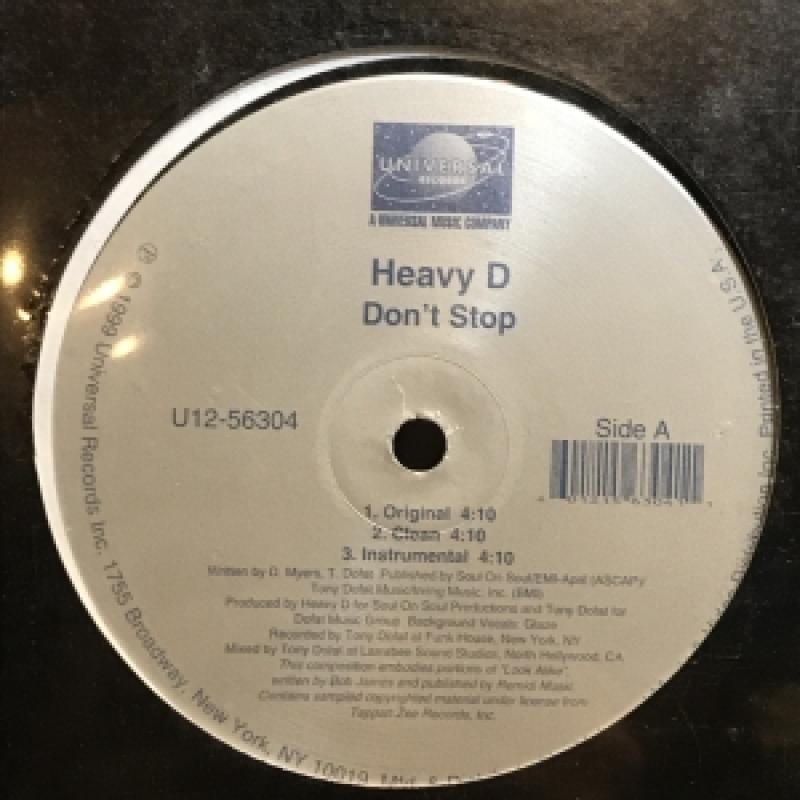 UNIVERSAL
RECORDS
A UNIVERSAL MUSIC COMPANY
Heavy D
Don't Stop
U12-56304
Side A
1. Original 4:10
2. Clean 4:10
3. Instrumental 4:10
Written by D. Myers, T. Dofat Published by Soul On Soul/EMI-April (ASCAP)/
Tony Dofat Music/Irving Music, Inc. (BMI)
Produced by Heavy D for Soul On Soul Productions and Tony Dofat for
Dofat Music Group Background Vocals: Glaze
Recorded by Tony Dofat at Funk House, New York, NY
Mixed by Tony Dofat at Larrabee Sound Studios, North Hollywood, CA
This composition embodies portions of "Look Alike",
written by Bob James and published by Remidi Music.
Contains sampled copyrighted material under license from
Tappan Zee Records, Inc.
℗ © 1999 Universal Records Inc. 1755 Broadway, New York, NY 10019. Mfd. & Distribution Inc. Printed in the U.S.A.